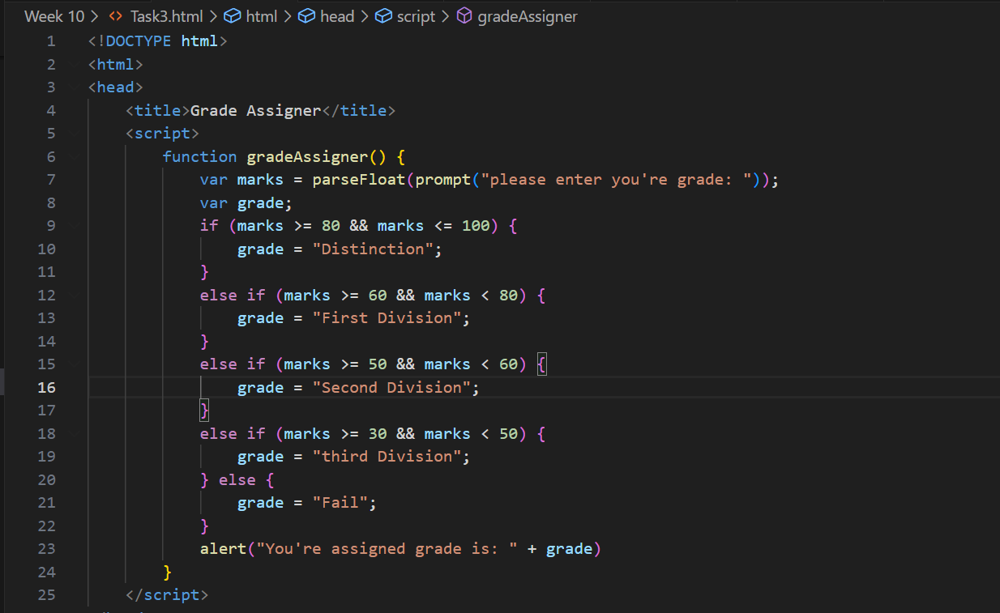 Week 10 > <> Task3.html > html > head > script > gradeAssigner
1 <!DOCTYPE html>
2 <html>
3 <head>
4     <title>Grade Assigner</title>
5     <script>
6         function gradeAssigner() {
7             var marks = parseFloat(prompt("please enter you're grade: "));
8             var grade;
9             if (marks >= 80 && marks <= 100) {
10                 grade = "Distinction";
11             }
12             else if (marks >= 60 && marks < 80) {
13                 grade = "First Division";
14             }
15             else if (marks >= 50 && marks < 60) {
16                 grade = "Second Division";
17             }
18             else if (marks >= 30 && marks < 50) {
19                 grade = "third Division";
20             } else {
21                 grade = "Fail";
22             }
23             alert("You're assigned grade is: " + grade)
24         }
25     </script>